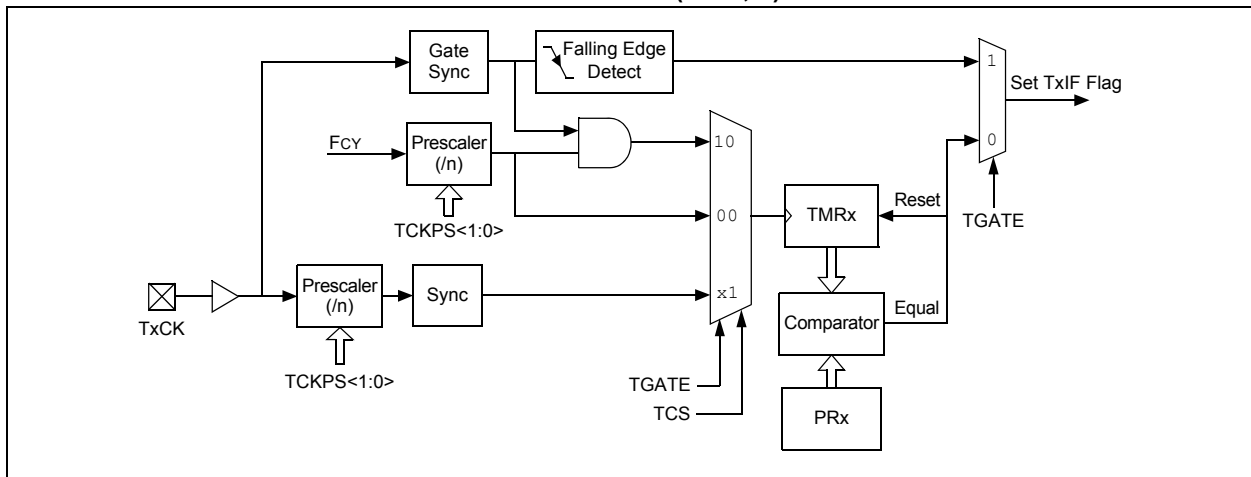 Gate
Sync
Falling Edge
Detect
1
Set TxIF Flag
0
FCY
Prescaler
(/n)
10
TCKPS<1:0>
00
TMRx
Reset
TGATE
TxCK
Prescaler
(/n)
Sync
x1
Comparator
Equal
TCKPS<1:0>
TGATE
TCS
PRx